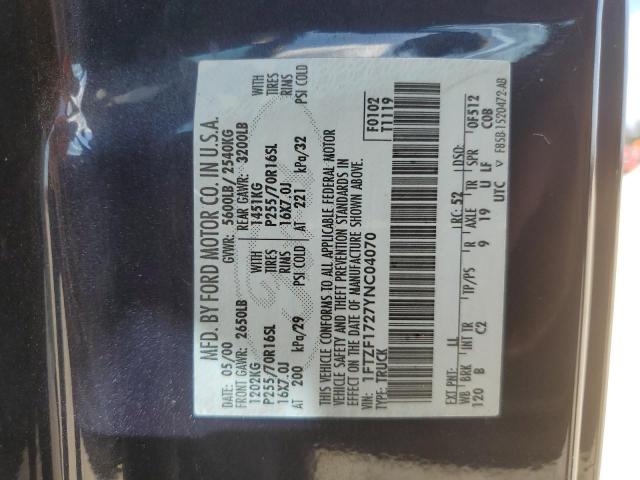 MFD. BY FORD MOTOR CO. IN U.S.A.
DATE: 05/00 GVWR: 5600LB/ 2540KG
FRONT GAWR: 2650LB REAR GAWR: 3200LB
1202KG WITH 1451KG WITH
P255/70R16SL TIRES P255/70R16SL TIRES
16X7.0J RIMS 16X7.0J RIMS
AT 200 kPa/29 PSI COLD AT 221 kPa/32 PSI COLD
THIS VEHICLE CONFORMS TO ALL APPLICABLE FEDERAL MOTOR
VEHICLE SAFETY AND THEFT PREVENTION STANDARDS IN
EFFECT ON THE DATE OF MANUFACTURE SHOWN ABOVE.
VIN: 1FTZF1727YNC04070 F0102
TYPE: TRUCK T1119
EXT PNT: LL RC: 52 DSO:
WB BRK INT TR TP/PS R AXLE TR SPR 0F512
120 B C2 9 19 U LF COB
UTC
F85B-1520472-AB